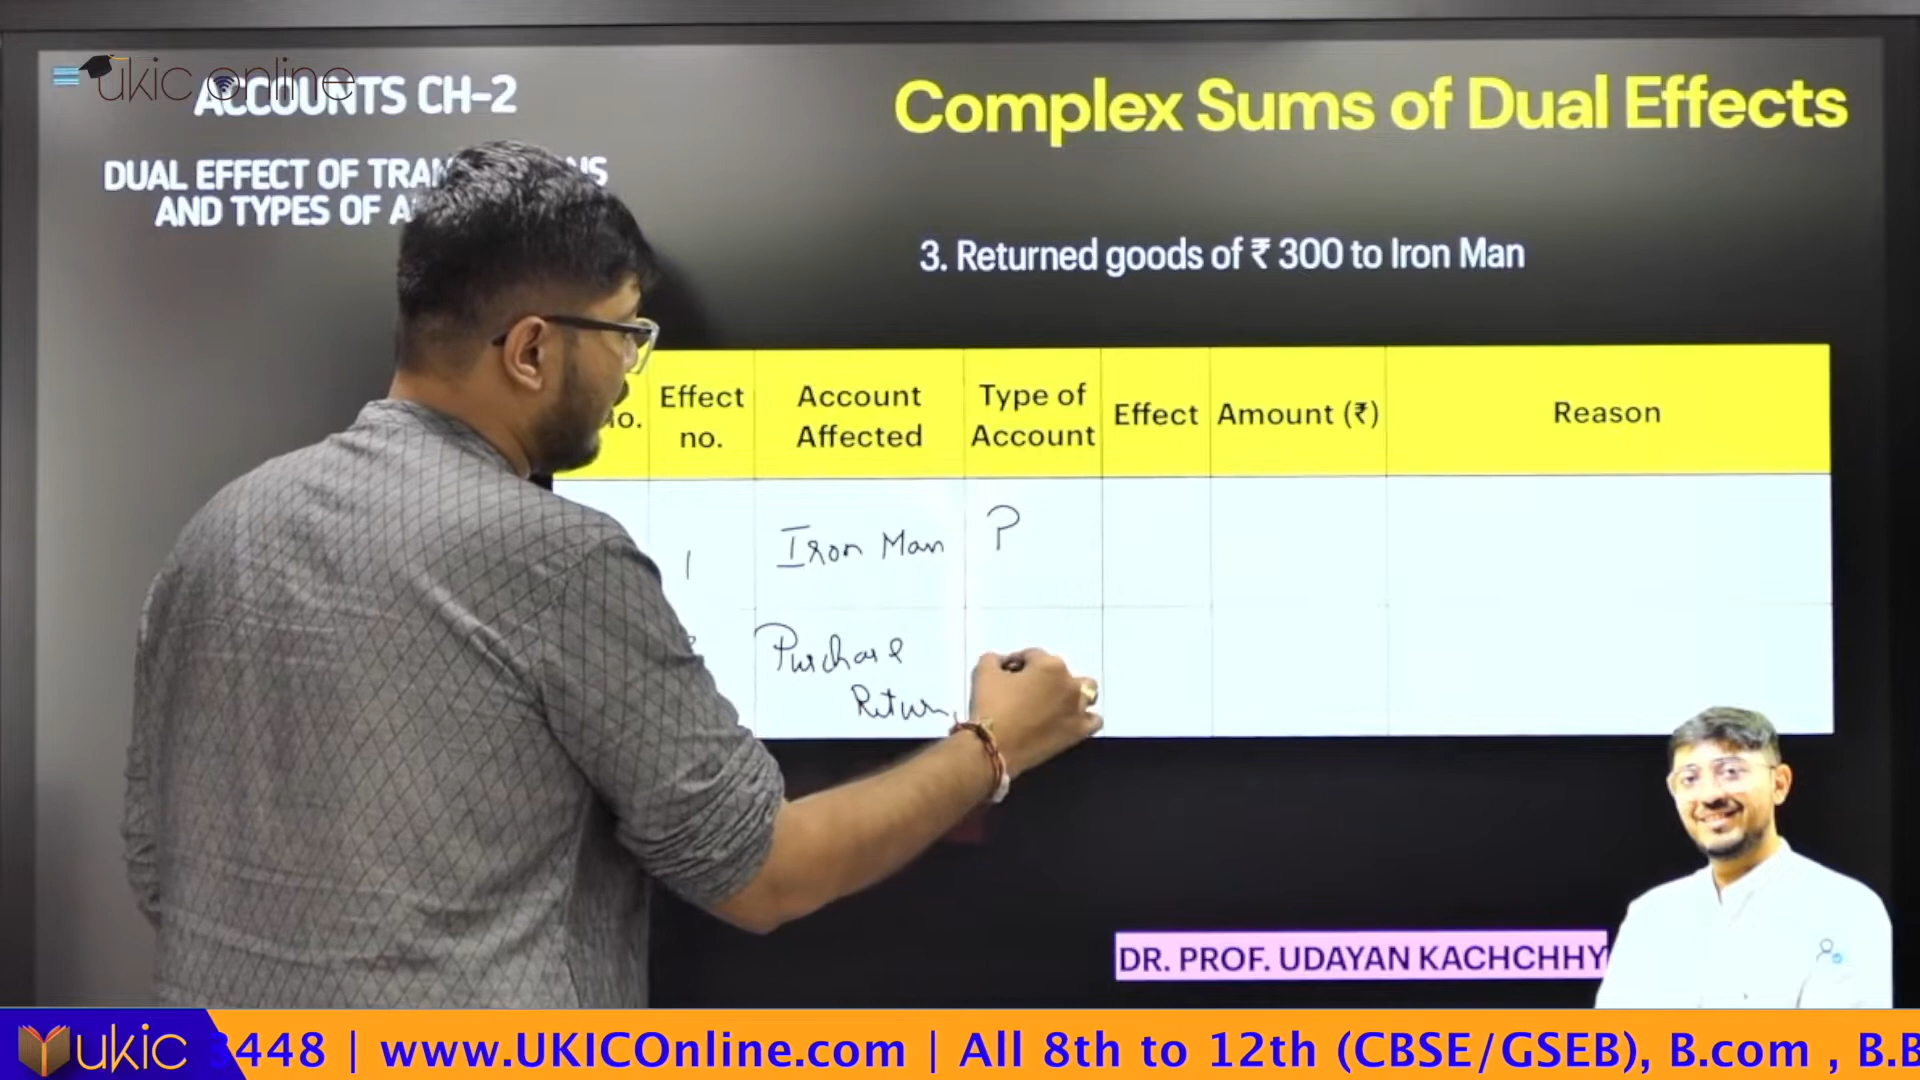 ukic online
ACCOUNTS CH-2
Complex Sums of Dual Effects
DUAL EFFECT OF
AND TYPES OF
3. Returned goods of ₹ 300 to Iron Man
Effect no.
Account Affected
Type of Account
Effect
Amount (₹)
Reason
1
Iron Man
P
Purchase
Return
DR. PROF. UDAYAN KACHCHHY
ukic
3448 | www.UKICOnline.com | All 8th to 12th (CBSE/GSEB), B.com , B.B